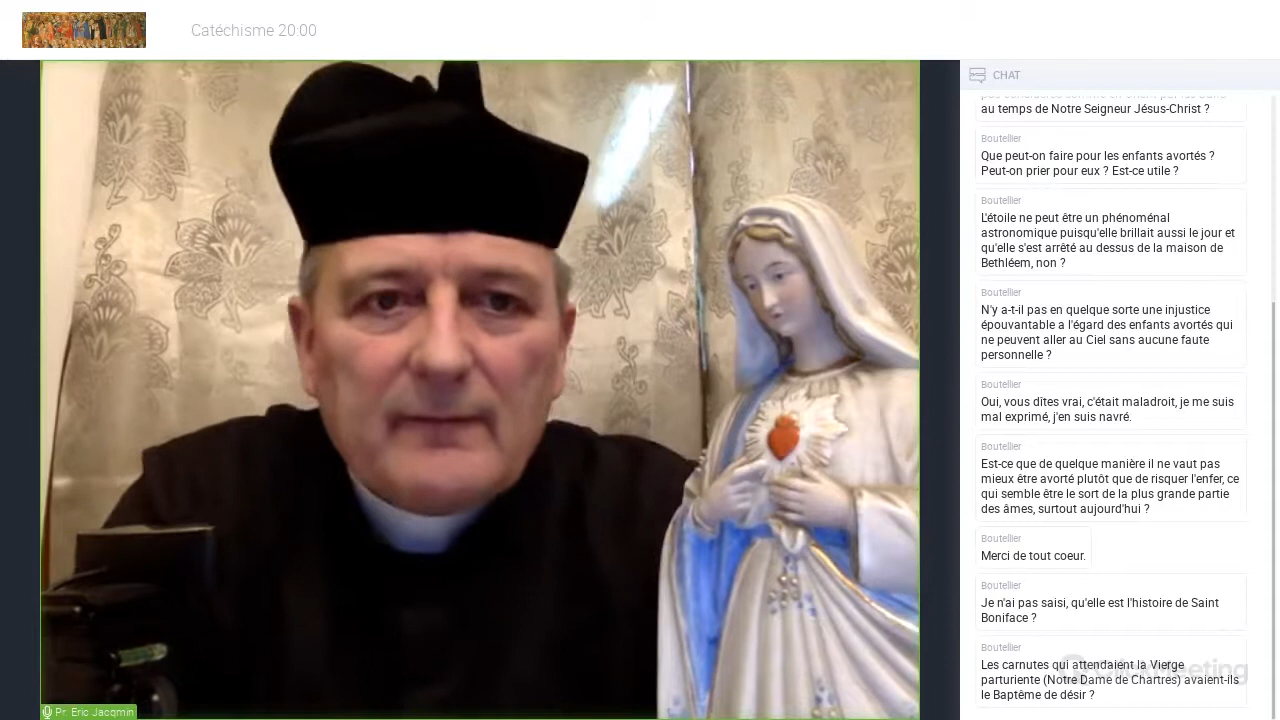 Catéchisme 20:00
CHAT
au temps de Notre Seigneur Jésus-Christ ?
Boutellier
Que peut-on faire pour les enfants avortés ?
Peut-on prier pour eux ? Est-ce utile ?
Boutellier
L'étoile ne peut être un phénoménal
astronomique puisqu'elle brillait aussi le jour et
qu'elle s'est arrêté au dessus de la maison de
Bethléem, non ?
Boutellier
N'y a-t-il pas en quelque sorte une injustice
épouvantable a l'égard des enfants avortés qui
ne peuvent aller au Ciel sans aucune faute
personnelle ?
Boutellier
Oui, vous dîtes vrai, c'était maladroit, je me suis
mal exprimé, j'en suis navré.
Boutellier
Est-ce que de quelque manière il ne vaut pas
mieux être avorté plutôt que de risquer l'enfer, ce
qui semble être le sort de la plus grande partie
des âmes, surtout aujourd'hui ?
Boutellier
Merci de tout coeur.
Boutellier
Je n'ai pas saisi, qu'elle est l'histoire de Saint
Boniface ?
Boutellier
Les carnutes qui attendaient la Vierge
parturiente (Notre Dame de Chartres) avaient-ils
le Baptême de désir ?
Pr. Eric Jacqmin